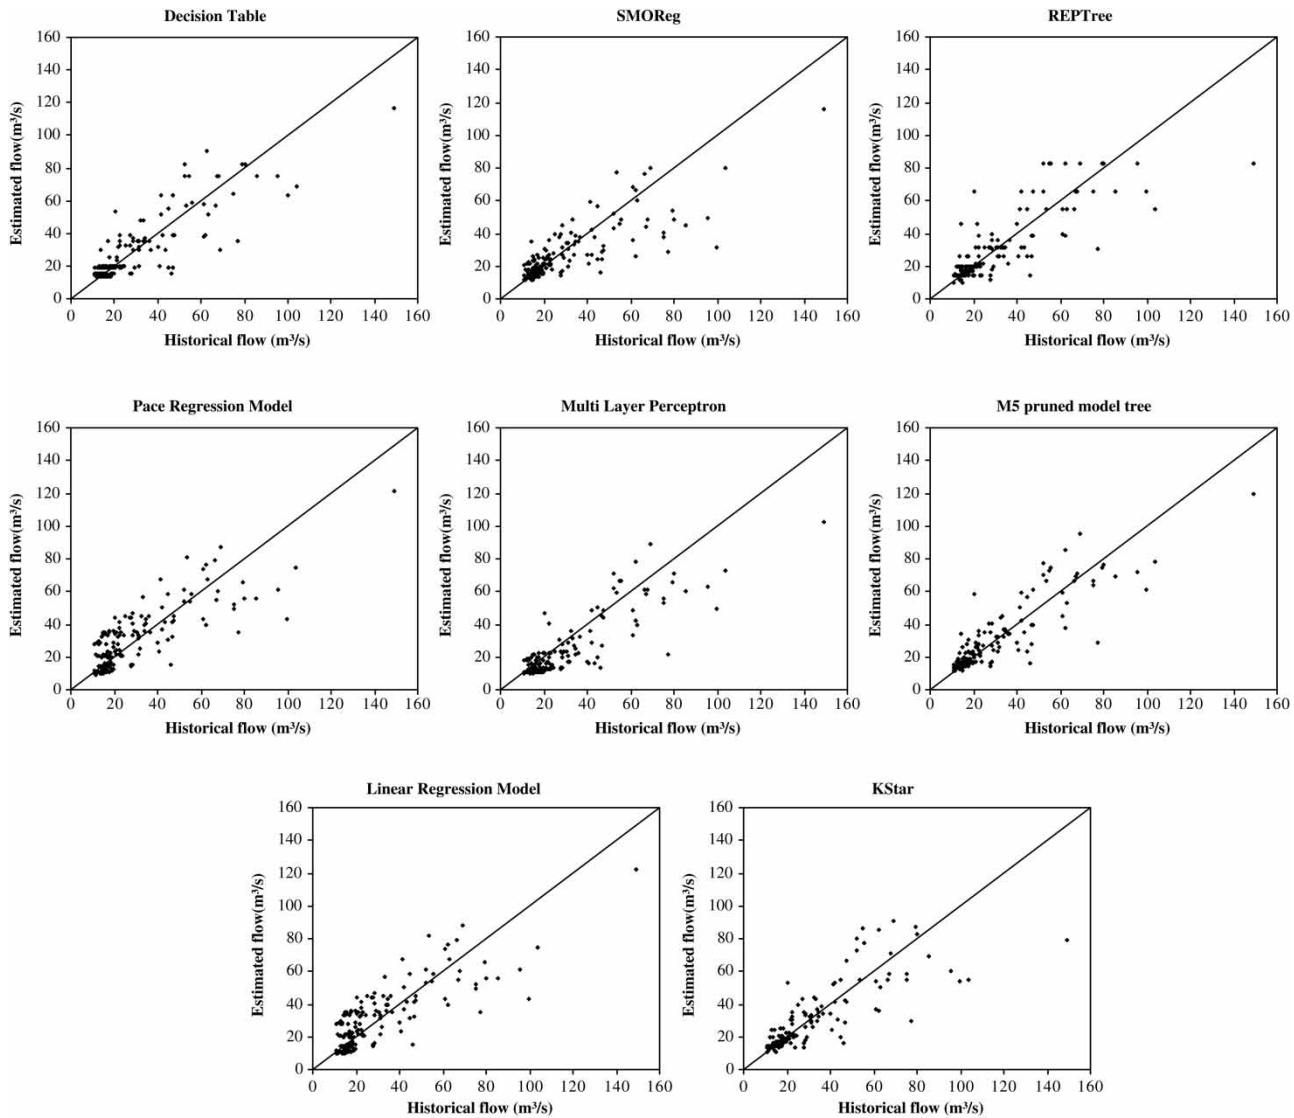 Decision Table
160
140
120
100
80
60
40
20
0
0 20 40 60 80 100 120 140 160
Estimated flow(m³/s)
Historical flow (m³/s)
SMOReg
160
140
120
100
80
60
40
20
0
0 20 40 60 80 100 120 140 160
Estimated flow(m³/s)
Historical flow (m³/s)
REPTree
160
140
120
100
80
60
40
20
0
0 20 40 60 80 100 120 140 160
Estimated flow(m³/s)
Historical flow (m³/s)
Pace Regression Model
160
140
120
100
80
60
40
20
0
0 20 40 60 80 100 120 140 160
Estimated flow(m³/s)
Historical flow (m³/s)
Multi Layer Perceptron
160
140
120
100
80
60
40
20
0
0 20 40 60 80 100 120 140 160
Estimated flow(m³/s)
Historical flow (m³/s)
M5 pruned model tree
160
140
120
100
80
60
40
20
0
0 20 40 60 80 100 120 140 160
Estimated flow(m³/s)
Historical flow (m³/s)
Linear Regression Model
160
140
120
100
80
60
40
20
0
0 20 40 60 80 100 120 140 160
Estimated flow(m³/s)
Historical flow (m³/s)
KStar
160
140
120
100
80
60
40
20
0
0 20 40 60 80 100 120 140 160
Estimated flow(m³/s)
Historical flow (m³/s)